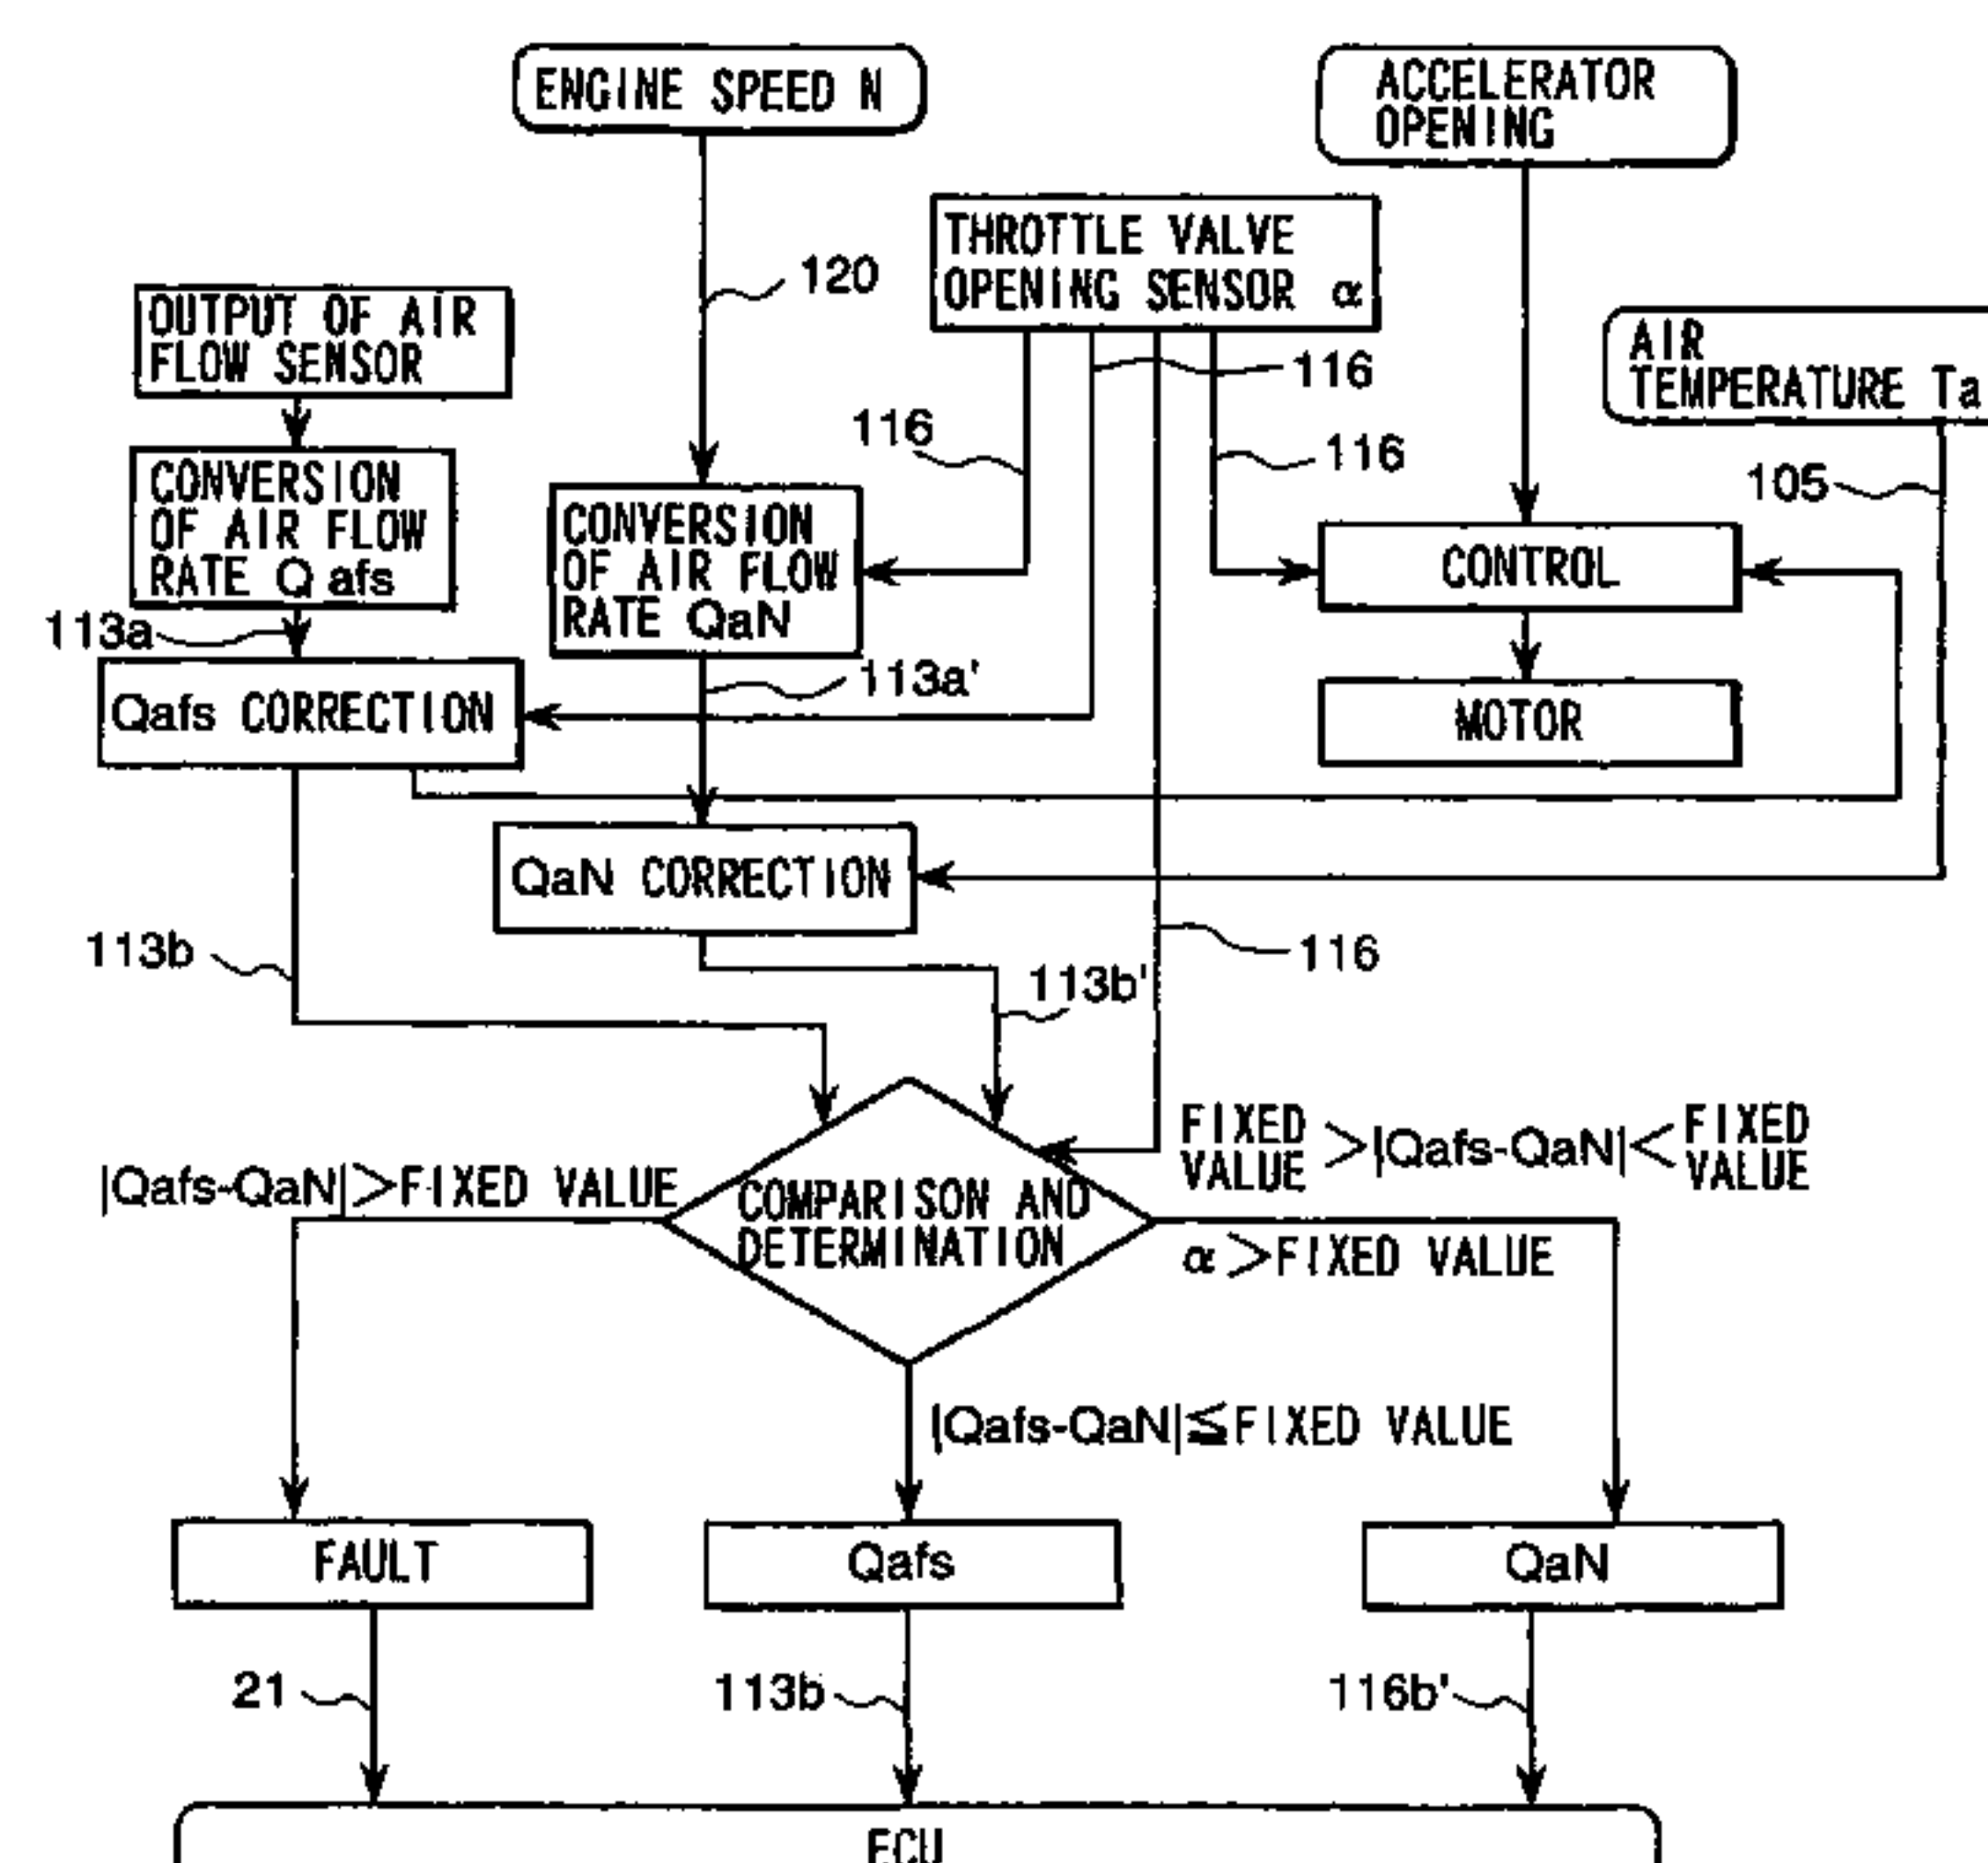 ENGINE SPEED N
ACCELERATOR
OPENING
THROTTLE VALVE
OPENING SENSOR α
120
OUTPUT OF AIR
FLOW SENSOR
AIR
TEMPERATURE Ta
116
116
116
105
CONVERSION
OF AIR FLOW
RATE Q afs
CONVERSION
OF AIR FLOW
RATE QaN
CONTROL
113a
113a'
Qafs CORRECTION
MOTOR
QaN CORRECTION
113b
116
113b'
FIXED
VALUE >|Qafs-QaN|< FIXED
VALUE
|Qafs-QaN|>FIXED VALUE
COMPARISON AND
DETERMINATION
α>FIXED VALUE
|Qafs-QaN|≦FIXED VALUE
FAULT
Qafs
QaN
21
113b
116b'
ECU